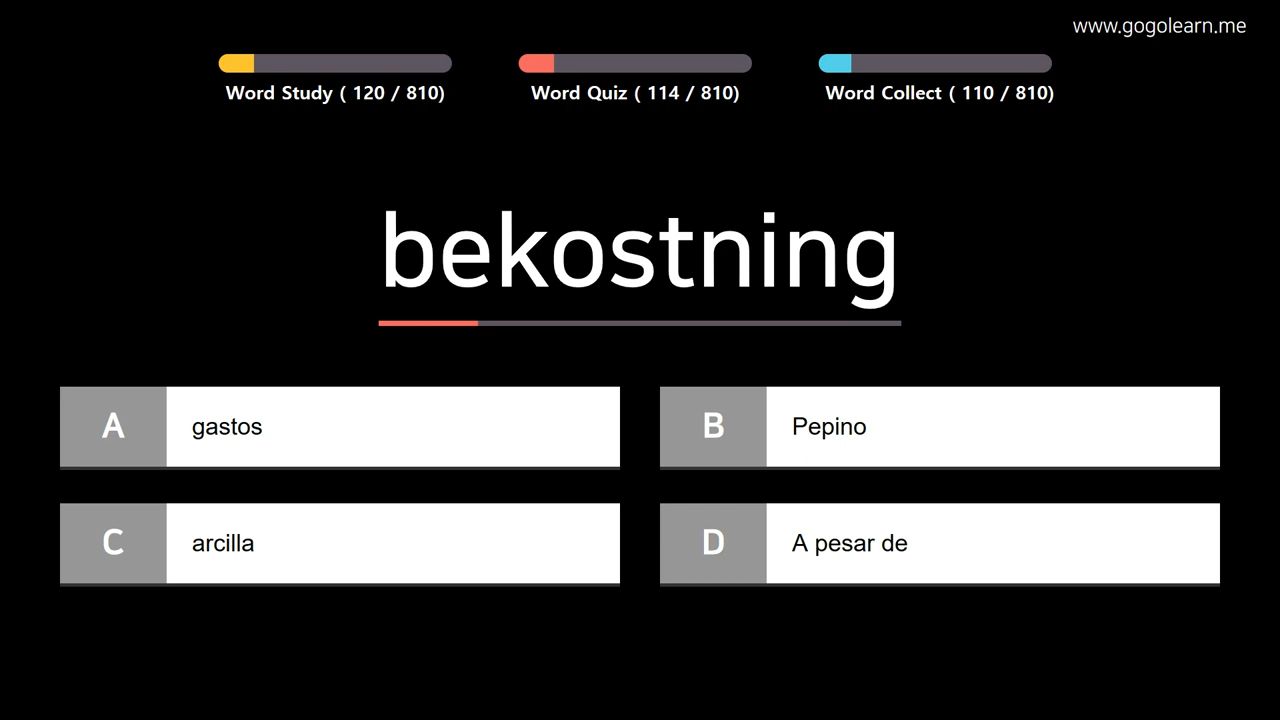 www.gogolearn.me
Word Study ( 120 / 810)
Word Quiz ( 114 / 810)
Word Collect ( 110 / 810)
bekostning
A gastos
B Pepino
C arcilla
D A pesar de